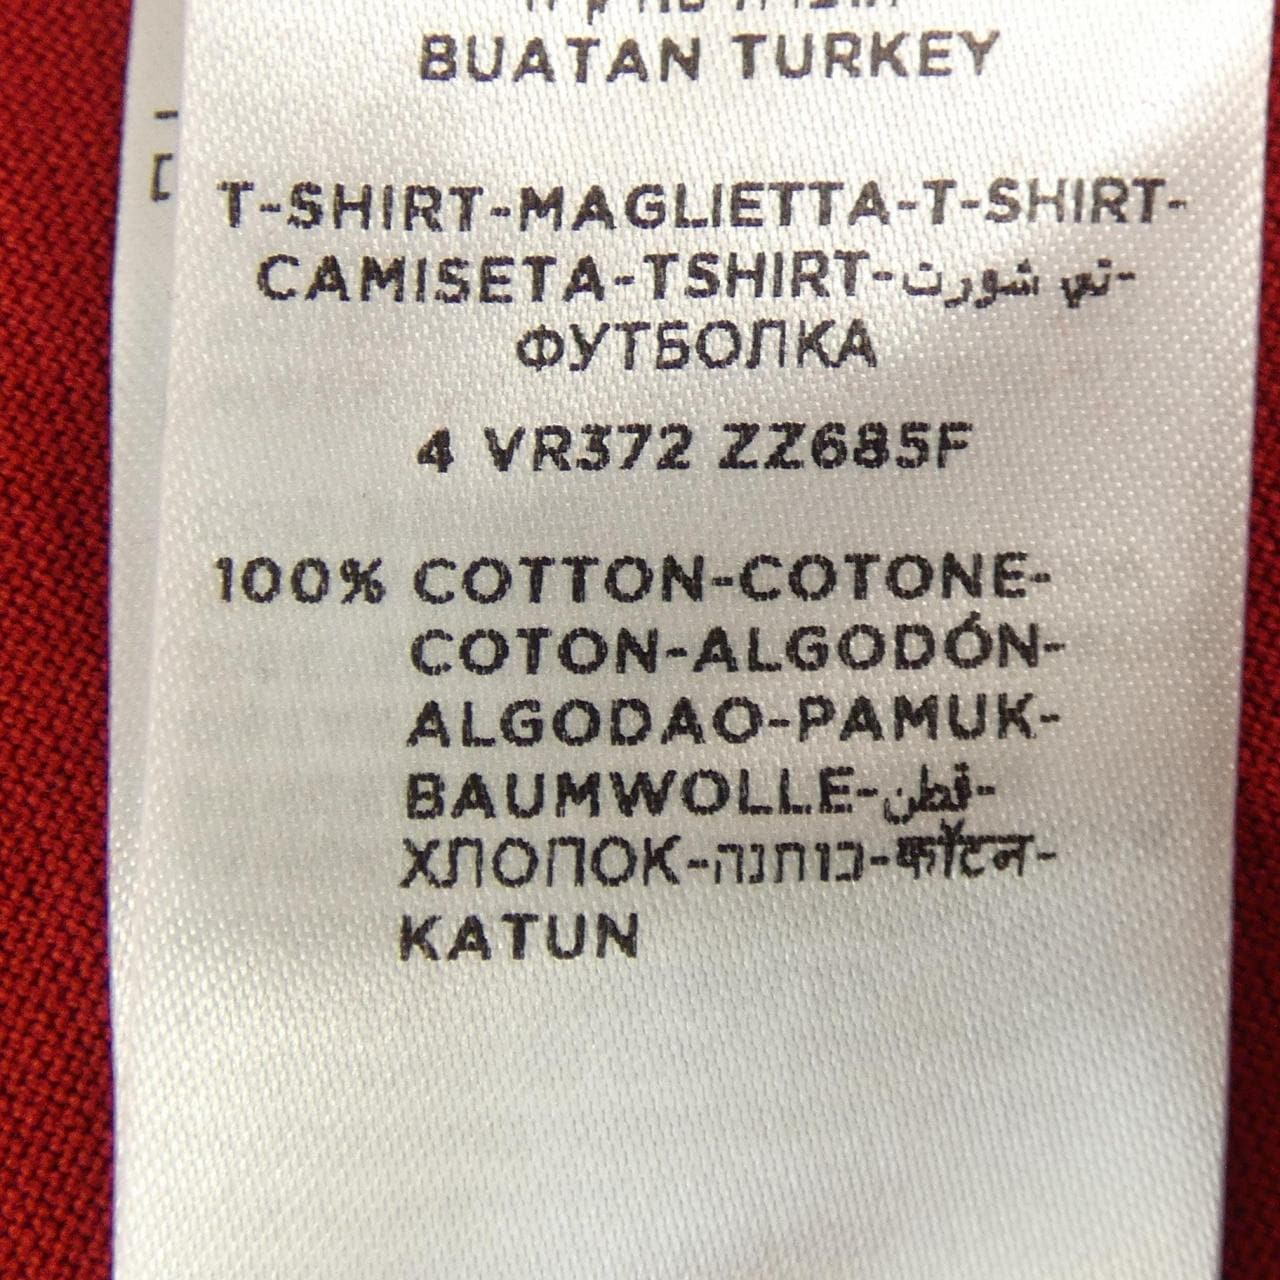 BUATAN TURKEY
T-SHIRT-MAGLIETTA-T-SHIRT-
CAMISETA-TSHIRT-تي شورت-
ФУТБОЛКА
4 VR372 ZZ685F
100% COTTON-COTONE-
COTON-ALGODÓN-
ALGODAO-PAMUK-
BAUMWOLLE-قطن-
ХЛОПОК-כותנה-कॉटन-
KATUN